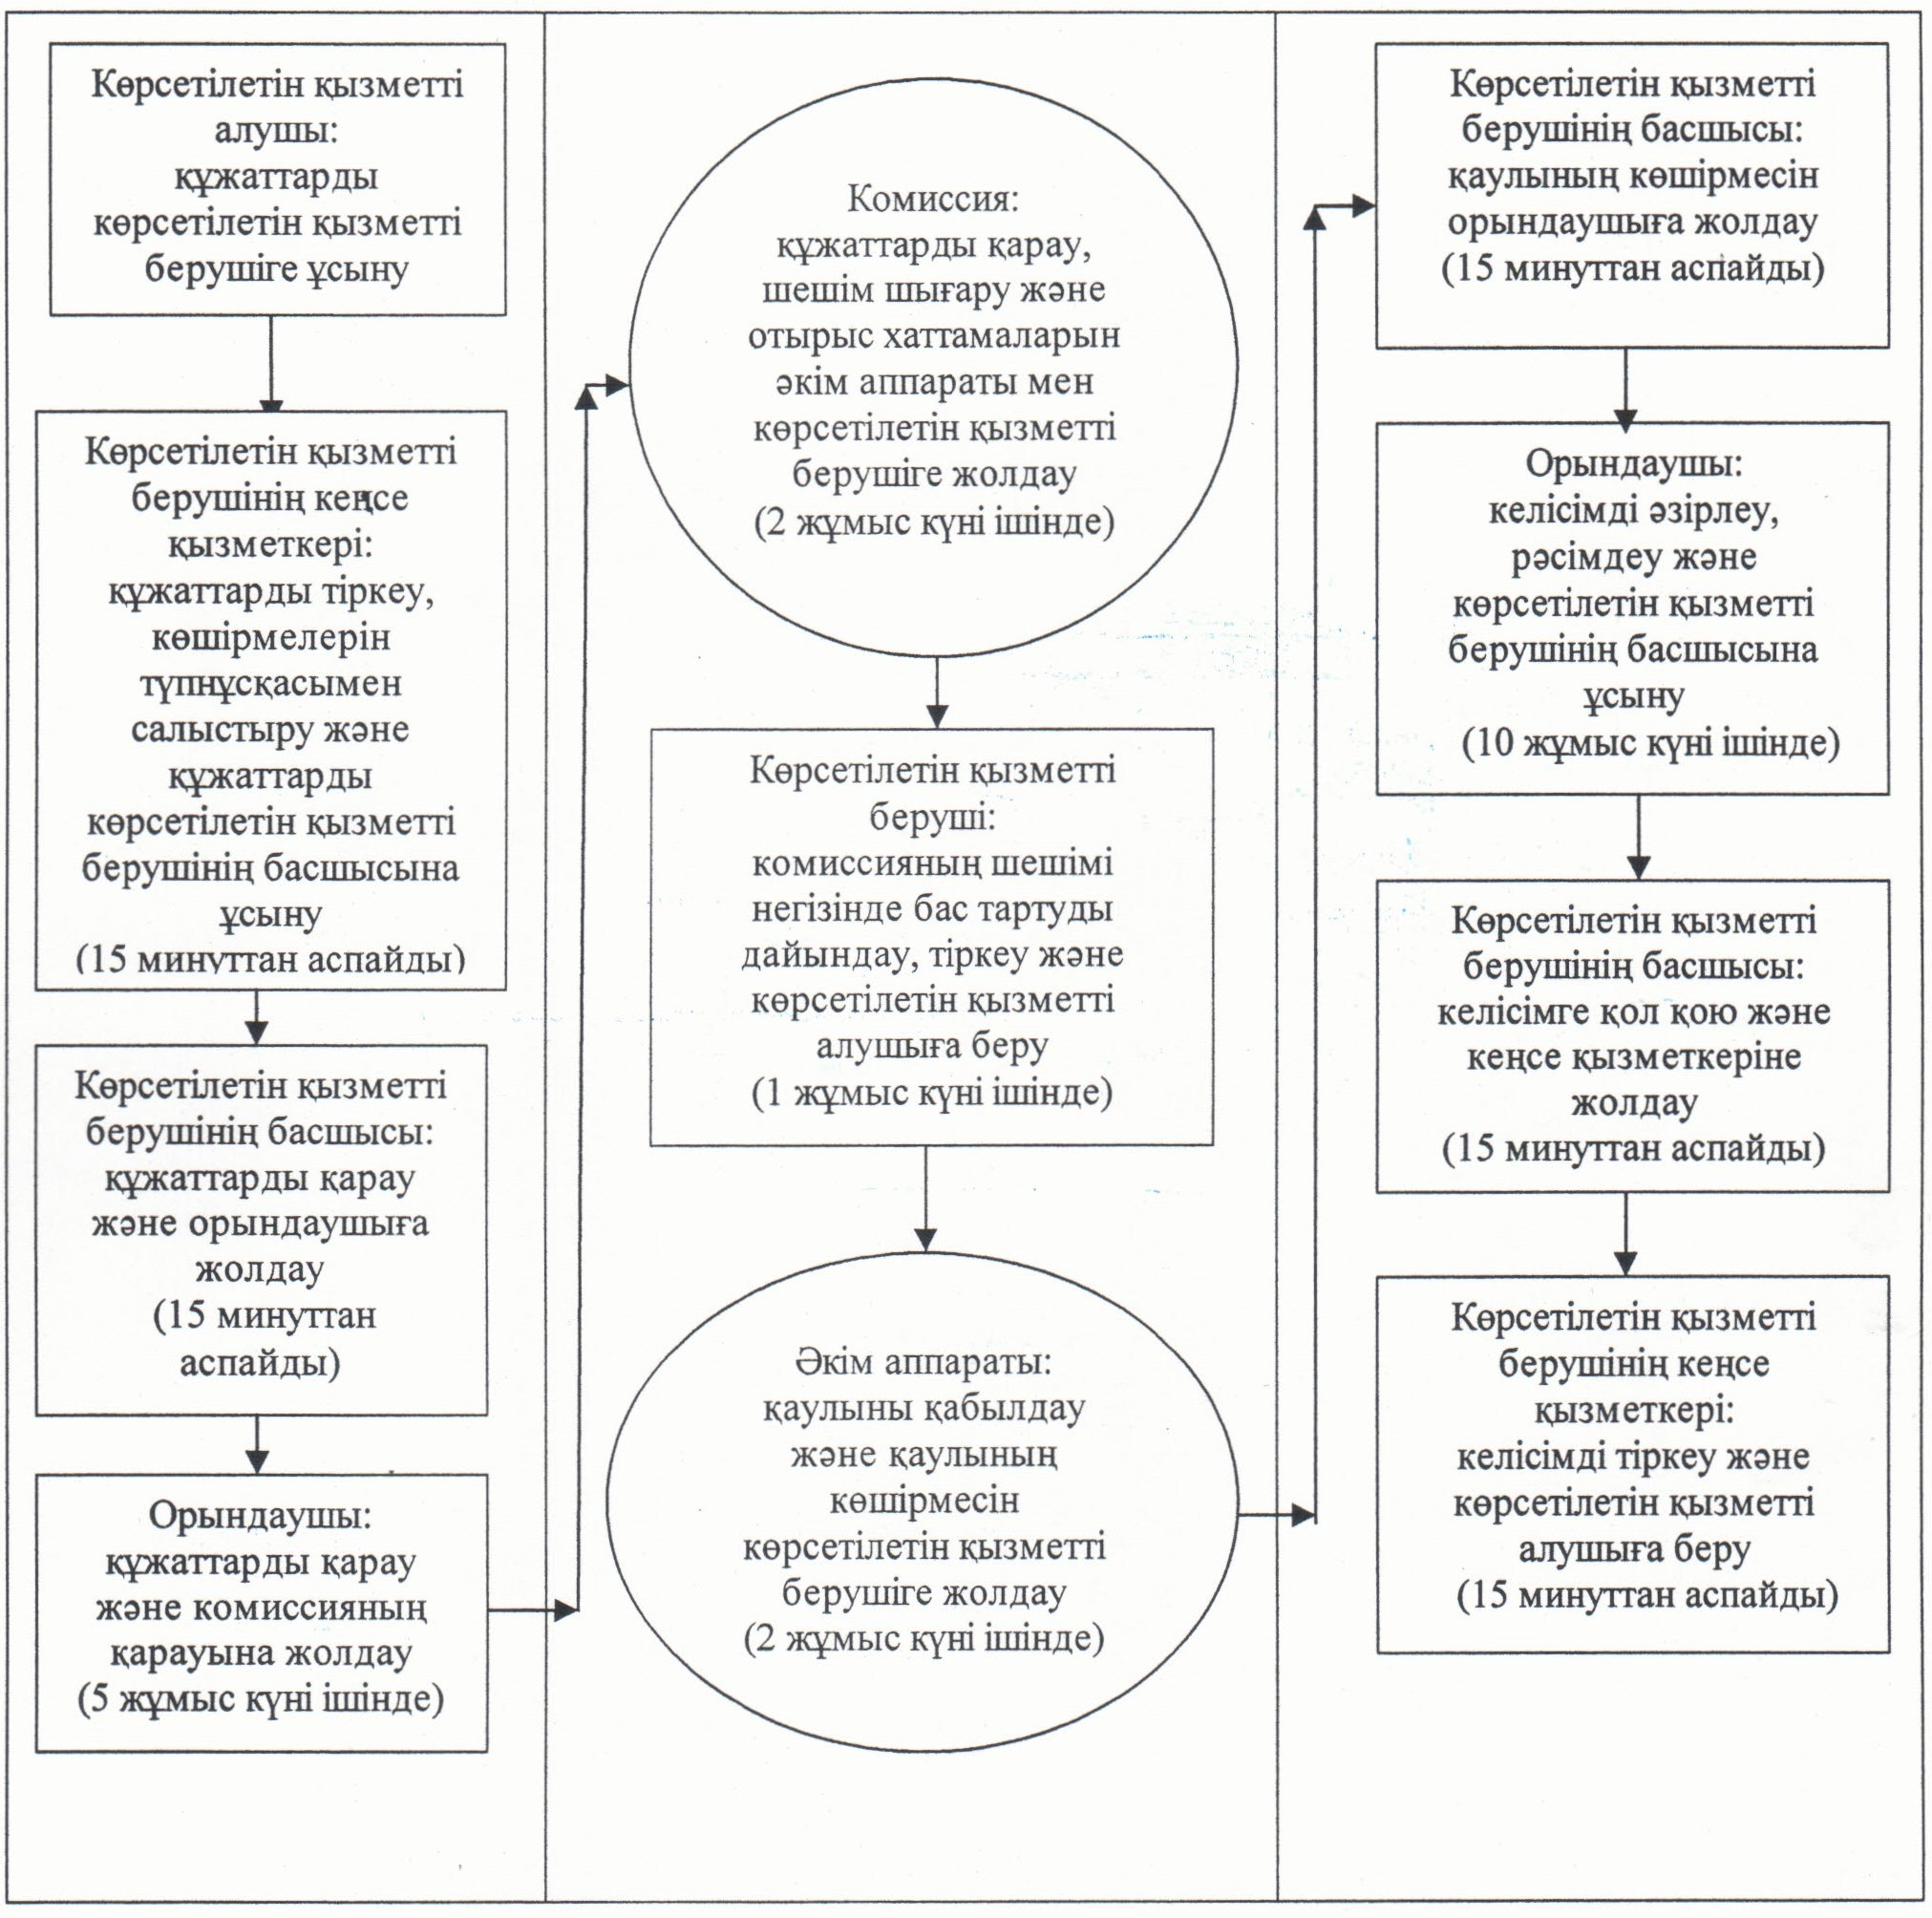 Көрсетілетін қызметті
алушы:
құжаттарды
көрсетілетін қызметті
берушіге ұсыну
Көрсетілетін қызметті
берушінің кеңсе
қызметкері:
құжаттарды тіркеу,
көшірмелерін
түпнұсқасымен
салыстыру және
құжаттарды
көрсетілетін қызметті
берушінің басшысына
ұсыну
(15 минуттан аспайды)
Көрсетілетін қызметті
берушінің басшысы:
құжаттарды қарау
және орындаушыға
жолдау
(15 минуттан
аспайды)
Орындаушы:
құжаттарды қарау
және комиссияның
қарауына жолдау
(5 жұмыс күні ішінде)
Комиссия:
құжаттарды қарау,
шешім шығару және
отырыс хаттамаларын
әкім аппараты мен
көрсетілетін қызметті
берушіге жолдау
(2 жұмыс күні ішінде)
Көрсетілетін қызметті
беруші:
комиссияның шешімі
негізінде бас тартуды
дайындау, тіркеу және
көрсетілетін қызметті
алушыға беру
(1 жұмыс күні ішінде)
Әкім аппараты:
қаулыны қабылдау
және қаулының
көшірмесін
көрсетілетін қызметті
берушіге жолдау
(2 жұмыс күні ішінде)
Көрсетілетін қызметті
берушінің басшысы:
қаулының көшірмесін
орындаушыға жолдау
(15 минуттан аспайды)
Орындаушы:
келісімді әзірлеу,
рәсімдеу және
көрсетілетін қызметті
берушінің басшысына
ұсыну
(10 жұмыс күні ішінде)
Көрсетілетін қызметті
берушінің басшысы:
келісімге қол қою және
кеңсе қызметкеріне
жолдау
(15 минуттан аспайды)
Көрсетілетін қызметті
берушінің кеңсе
қызметкері:
келісімді тіркеу және
көрсетілетін қызметті
алушыға беру
(15 минуттан аспайды)